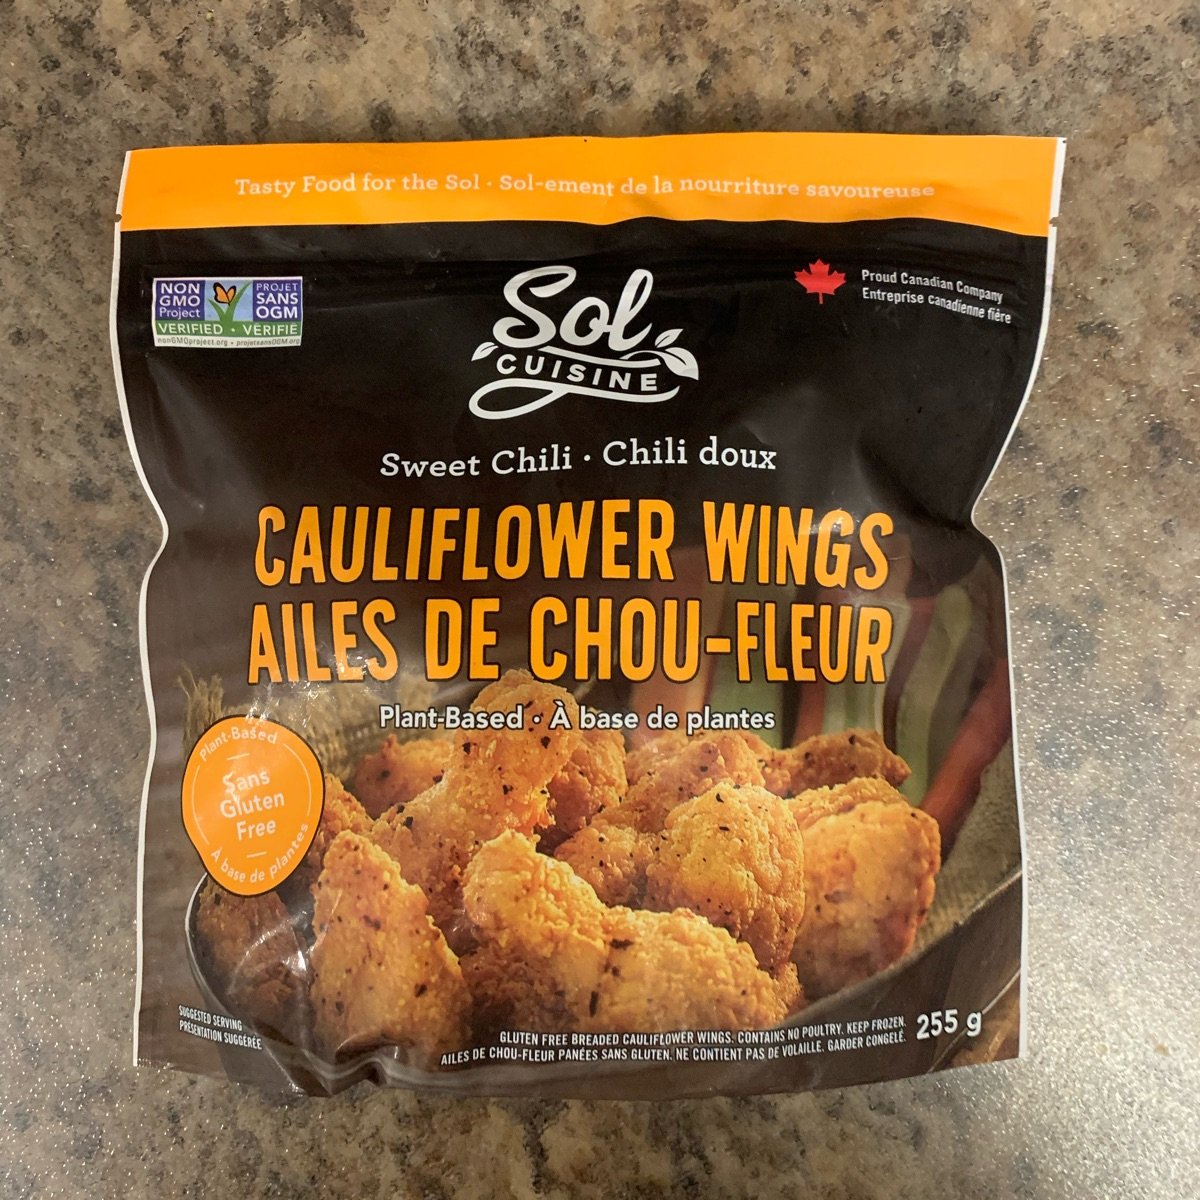 Tasty Food for the Sol · Sol-ement de la nourriture savoureuse
NON GMO Project
PROJET SANS OGM
VERIFIED · VÉRIFIÉ
nonGMOproject.org • projetsansOGM.org
Sol
CUISINE
Proud Canadian Company
Entreprise canadienne fière
Sweet Chili · Chili doux
CAULIFLOWER WINGS
AILES DE CHOU-FLEUR
Plant-Based · À base de plantes
Plant-Based
Sans
Gluten
Free
À base de plantes
SUGGESTED SERVING
PRÉSENTATION SUGGÉRÉE
GLUTEN FREE BREADED CAULIFLOWER WINGS. CONTAINS NO POULTRY. KEEP FROZEN.
AILES DE CHOU-FLEUR PANÉES SANS GLUTEN. NE CONTIENT PAS DE VOLAILLE. GARDER CONGELÉ.
255 g